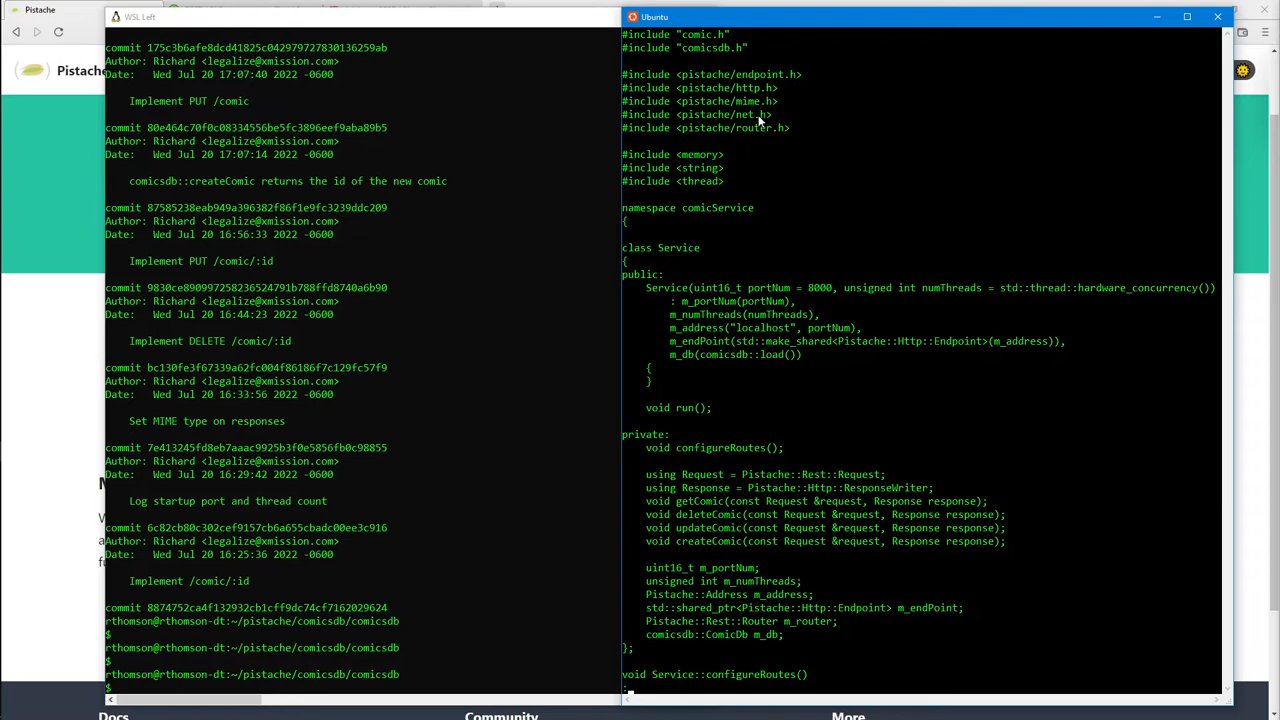 Pistache
WSL Left
Ubuntu
Pistache
commit 175c3b6afe8dcd41825c042979727830136259ab
Author: Richard <legalize@xmission.com>
Date:   Wed Jul 20 17:07:40 2022 -0600
Implement PUT /comic
commit 80e464c70f0c08334556be5fc3896eef9aba89b5
Author: Richard <legalize@xmission.com>
Date:   Wed Jul 20 17:07:14 2022 -0600
comicsdb::createComic returns the id of the new comic
commit 87585238eab949a396382f86f1e9fc3239ddc209
Author: Richard <legalize@xmission.com>
Date:   Wed Jul 20 16:56:33 2022 -0600
Implement PUT /comic/:id
commit 9830ce890997258236524791b788ffd8740a6b90
Author: Richard <legalize@xmission.com>
Date:   Wed Jul 20 16:44:23 2022 -0600
Implement DELETE /comic/:id
commit bc130fe3f67339a62fc004f86186f7c129fc57f9
Author: Richard <legalize@xmission.com>
Date:   Wed Jul 20 16:33:56 2022 -0600
Set MIME type on responses
commit 7e413245fd8eb7aaac9925b3f0e5856fb0c98855
Author: Richard <legalize@xmission.com>
Date:   Wed Jul 20 16:29:42 2022 -0600
Log startup port and thread count
commit 6c82cb80c302cef9157cb6a655cbadc00ee3c916
Author: Richard <legalize@xmission.com>
Date:   Wed Jul 20 16:25:36 2022 -0600
Implement /comic/:id
commit 8874752ca4f132932cb1cff9dc74cf7162029624
rthomson@rthomson-dt:~/pistache/comicsdb/comicsdb
$
rthomson@rthomson-dt:~/pistache/comicsdb/comicsdb
$
rthomson@rthomson-dt:~/pistache/comicsdb/comicsdb
$
#include "comic.h"
#include "comicsdb.h"
#include <pistache/endpoint.h>
#include <pistache/http.h>
#include <pistache/mime.h>
#include <pistache/net.h>
#include <pistache/router.h>
#include <memory>
#include <string>
#include <thread>
namespace comicService
{
class Service
{
public:
Service(uint16_t portNum = 8000, unsigned int numThreads = std::thread::hardware_concurrency())
: m_portNum(portNum),
m_numThreads(numThreads),
m_address("localhost", portNum),
m_endPoint(std::make_shared<Pistache::Http::Endpoint>(m_address)),
m_db(comicsdb::load())
{
}
void run();
private:
void configureRoutes();
using Request = Pistache::Rest::Request;
using Response = Pistache::Http::ResponseWriter;
void getComic(const Request &request, Response response);
void deleteComic(const Request &request, Response response);
void updateComic(const Request &request, Response response);
void createComic(const Request &request, Response response);
uint16_t m_portNum;
unsigned int m_numThreads;
Pistache::Address m_address;
std::shared_ptr<Pistache::Http::Endpoint> m_endPoint;
Pistache::Rest::Router m_router;
comicsdb::ComicDb m_db;
};
void Service::configureRoutes()
:
Docs
Community
More